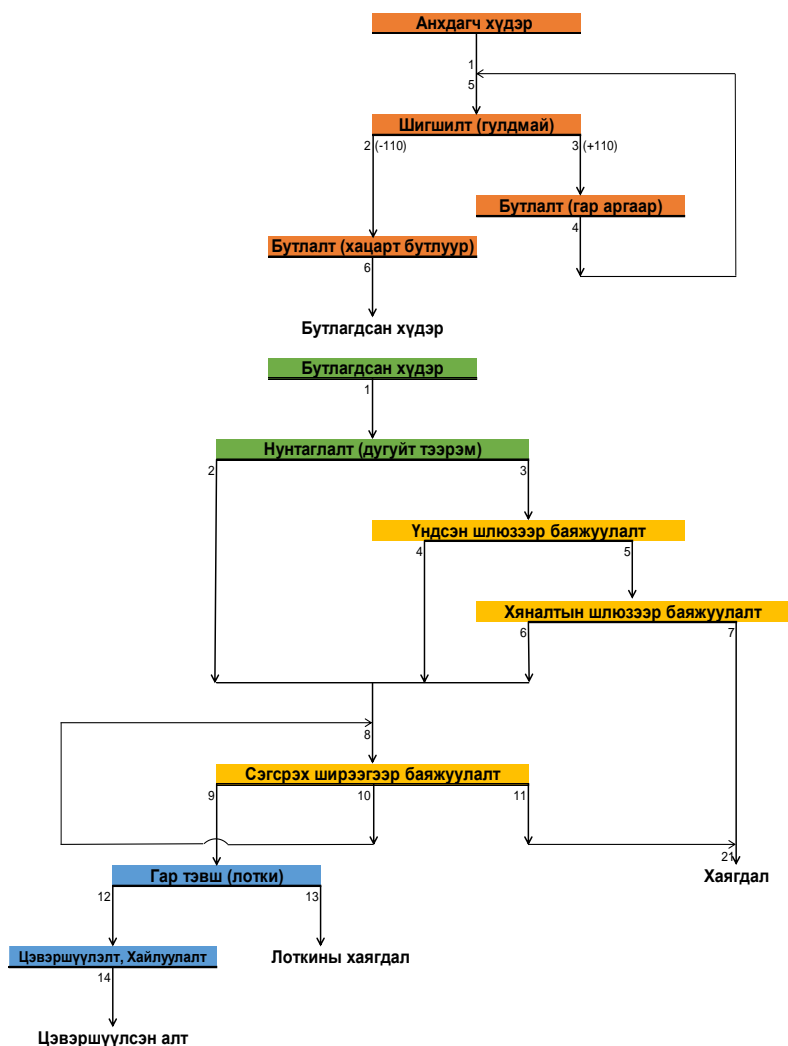 Анхдагч хүдэр
1
5
Шигшилт (гулдмай)
2 (-110)
3 (+110)
Бутлалт (гар аргаар)
4
Бутлалт (хацарт бутлуур)
6
Бутлагдсан хүдэр
Бутлагдсан хүдэр
1
Нунтаглалт (дугуйт тээрэм)
2
3
Үндсэн шлюзээр баяжуулалт
4
5
Хяналтын шлюзээр баяжуулалт
6
7
8
Сэгсрэх ширээгээр баяжуулалт
9
10
11
21
Гар тэвш (лотки)
Хаягдал
12
13
Цэвэршүүлэлт, Хайлуулалт
Лоткины хаягдал
14
Цэвэршүүлсэн алт